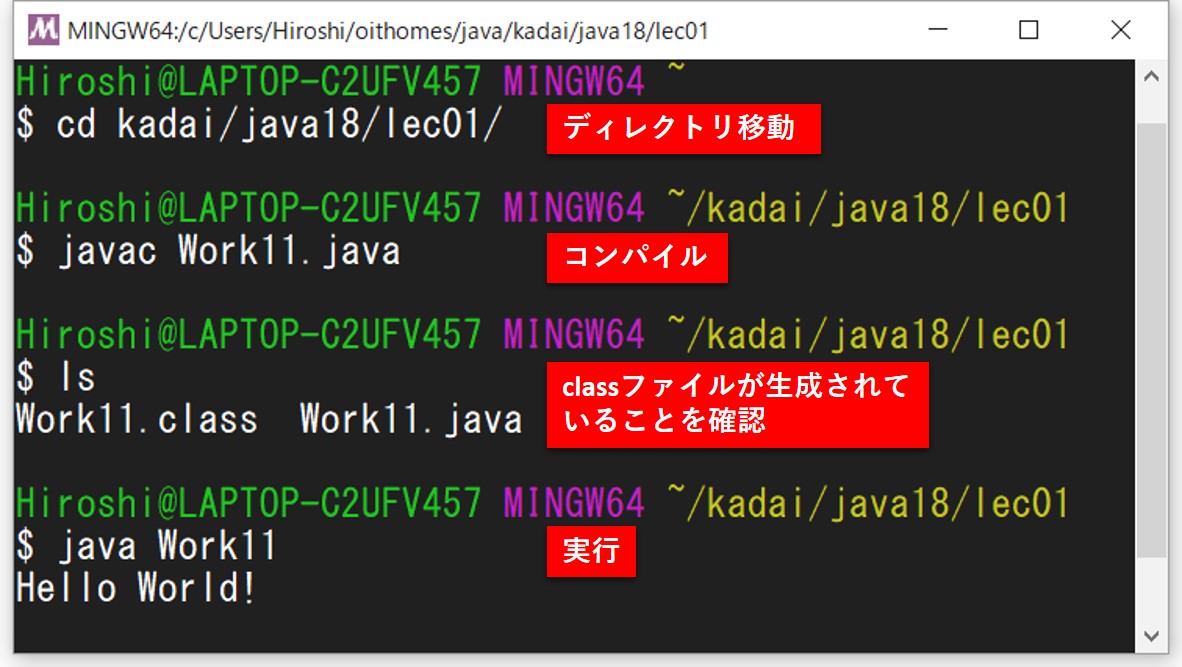 MINGW64:/c/Users/Hiroshi/oithomes/java/kadai/java18/lec01
Hiroshi@LAPTOP-C2UFV457 MINGW64 ~
$ cd kadai/java18/lec01/
ディレクトリ移動
Hiroshi@LAPTOP-C2UFV457 MINGW64 ~/kadai/java18/lec01
$ javac Work11.java
コンパイル
Hiroshi@LAPTOP-C2UFV457 MINGW64 ~/kadai/java18/lec01
$ ls
Work11.class  Work11.java
classファイルが生成されて
いることを確認
Hiroshi@LAPTOP-C2UFV457 MINGW64 ~/kadai/java18/lec01
$ java Work11
実行
Hello World!